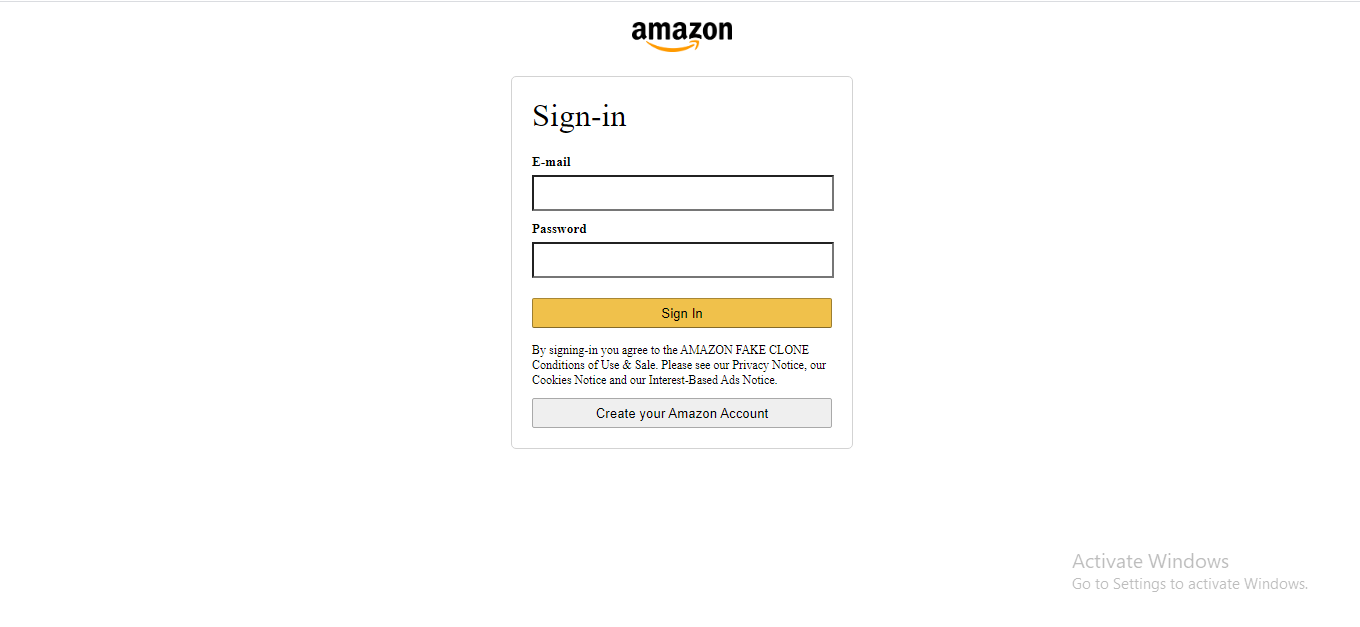 amazon
Sign-in
E-mail
Password
Sign In
By signing-in you agree to the AMAZON FAKE CLONE
Conditions of Use & Sale. Please see our Privacy Notice, our
Cookies Notice and our Interest-Based Ads Notice.
Create your Amazon Account
Activate Windows
Go to Settings to activate Windows.